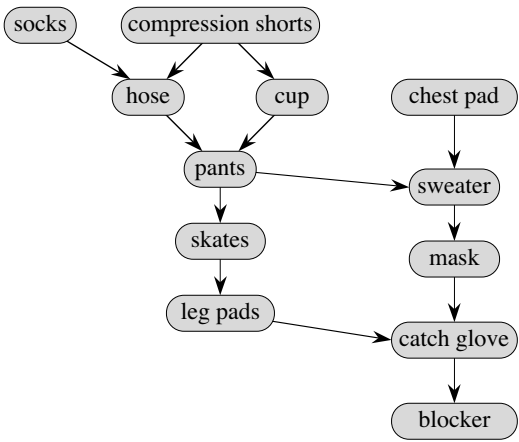 socks
compression shorts
hose
cup
chest pad
pants
sweater
skates
mask
leg pads
catch glove
blocker